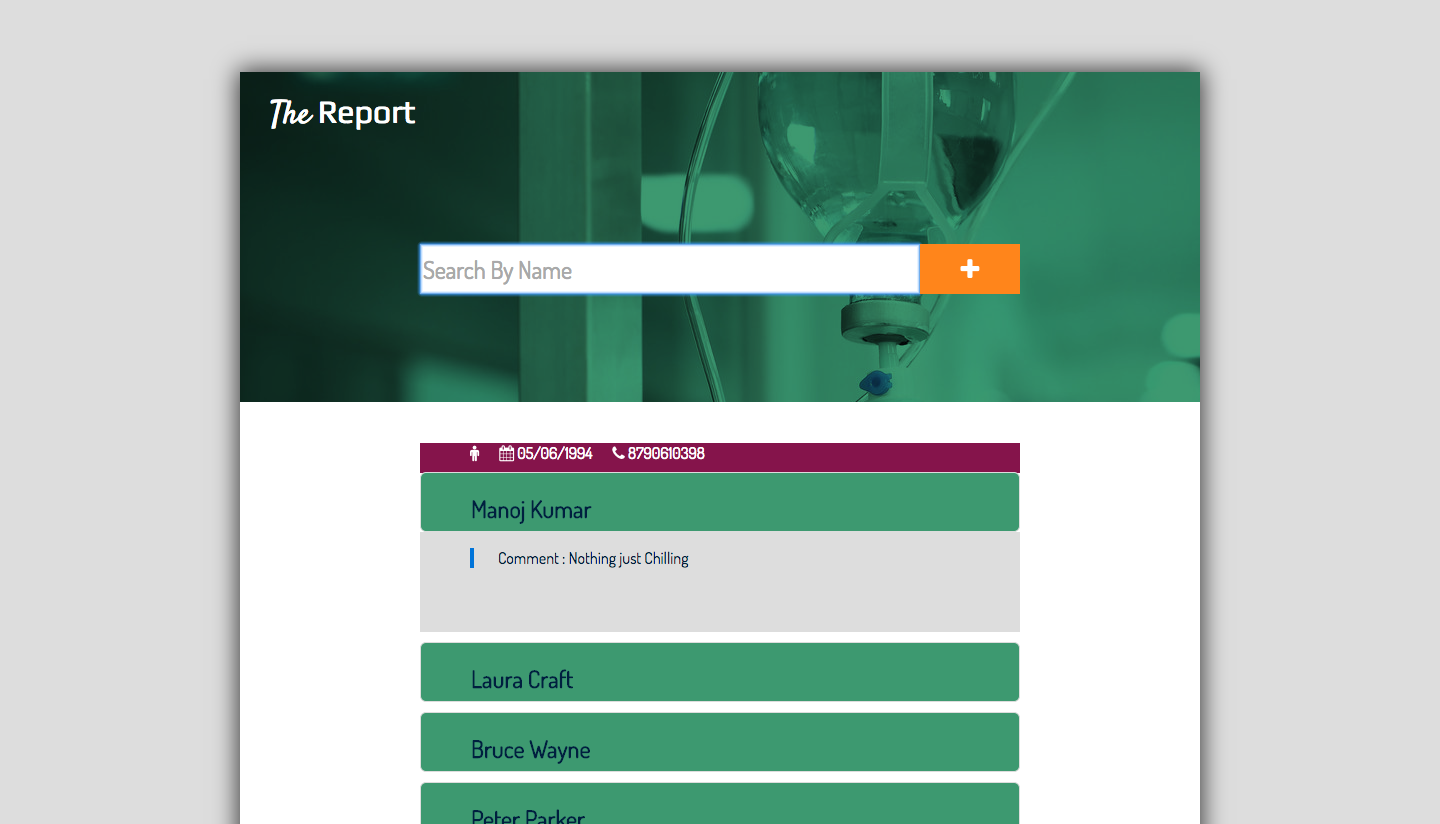 The Report
Search By Name
05/06/1994 8790610398
Manoj Kumar
Comment : Nothing just Chilling
Laura Craft
Bruce Wayne
Peter Parker